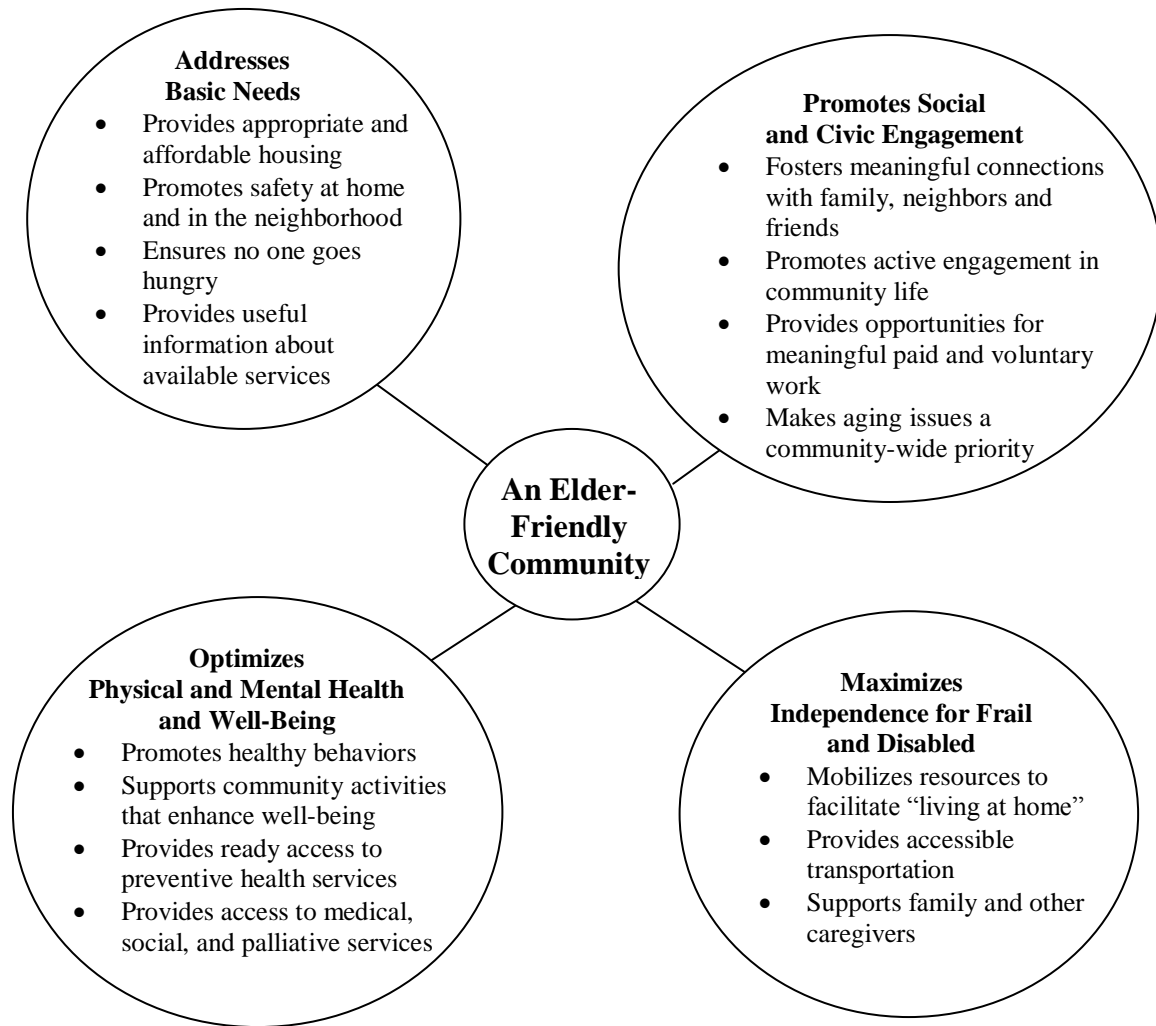 Addresses
Basic Needs
• Provides appropriate and
affordable housing
• Promotes safety at home
and in the neighborhood
• Ensures no one goes
hungry
• Provides useful
information about
available services
Promotes Social
and Civic Engagement
• Fosters meaningful connections
with family, neighbors and
friends
• Promotes active engagement in
community life
• Provides opportunities for
meaningful paid and voluntary
work
• Makes aging issues a
community-wide priority
An Elder-
Friendly
Community
Optimizes
Physical and Mental Health
and Well-Being
• Promotes healthy behaviors
• Supports community activities
that enhance well-being
• Provides ready access to
preventive health services
• Provides access to medical,
social, and palliative services
Maximizes
Independence for Frail
and Disabled
• Mobilizes resources to
facilitate “living at home”
• Provides accessible
transportation
• Supports family and other
caregivers